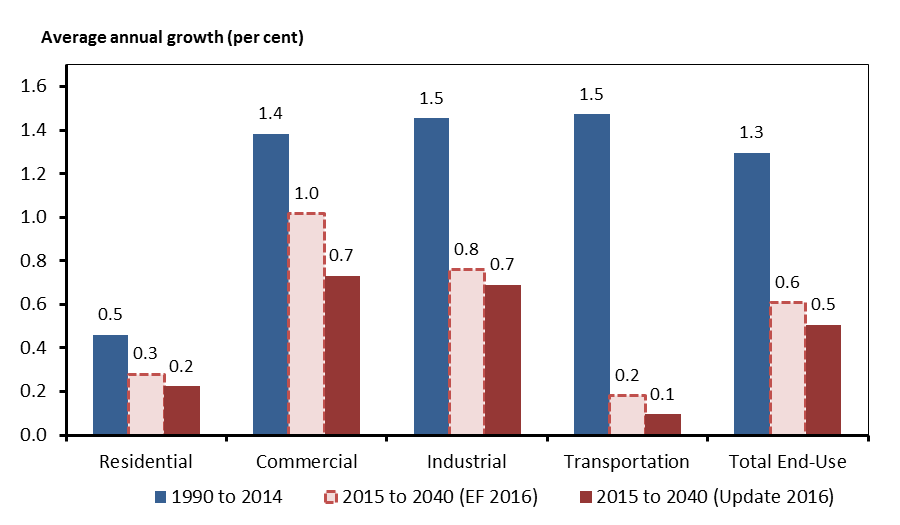 Average annual growth (per cent)
1.6
1.4
1.2
1.0
0.8
0.6
0.4
0.2
0.0
0.5
0.3
0.2
1.4
1.0
0.7
1.5
0.8
0.7
1.5
0.2
0.1
1.3
0.6
0.5
Residential
Commercial
Industrial
Transportation
Total End-Use
1990 to 2014
2015 to 2040 (EF 2016)
2015 to 2040 (Update 2016)